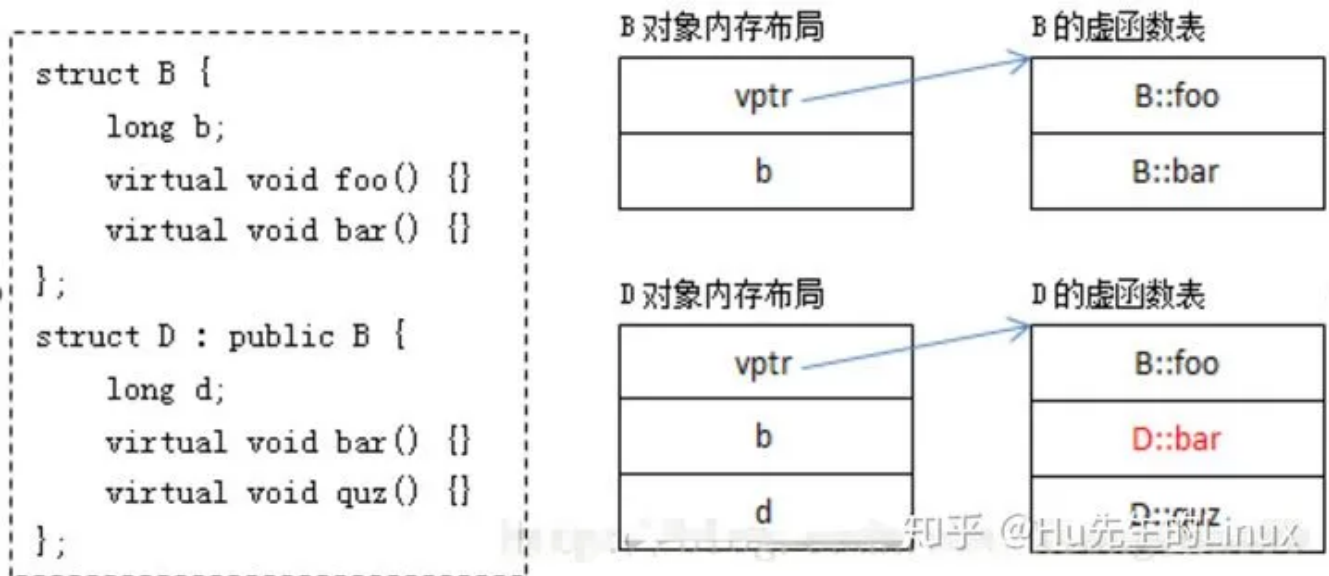 struct B {
long b;
virtual void foo() {}
virtual void bar() {}
};
struct D : public B {
long d;
virtual void bar() {}
virtual void quz() {}
};
B 对象内存布局
vptr
b
B 的虚函数表
B::foo
B::bar
D 对象内存布局
vptr
b
d
D 的虚函数表
B::foo
D::bar
D::quz
知乎 @Hu先生的Linux